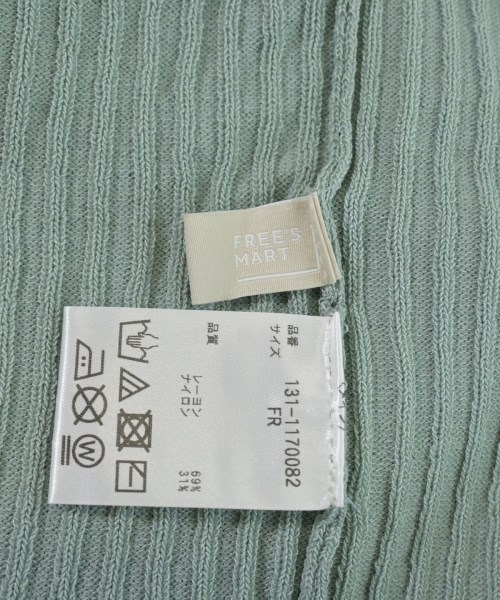 FREE'S
MART
品番 131-1170082
サイズ FR
品質
レーヨン 69%
ナイロン 31%
W